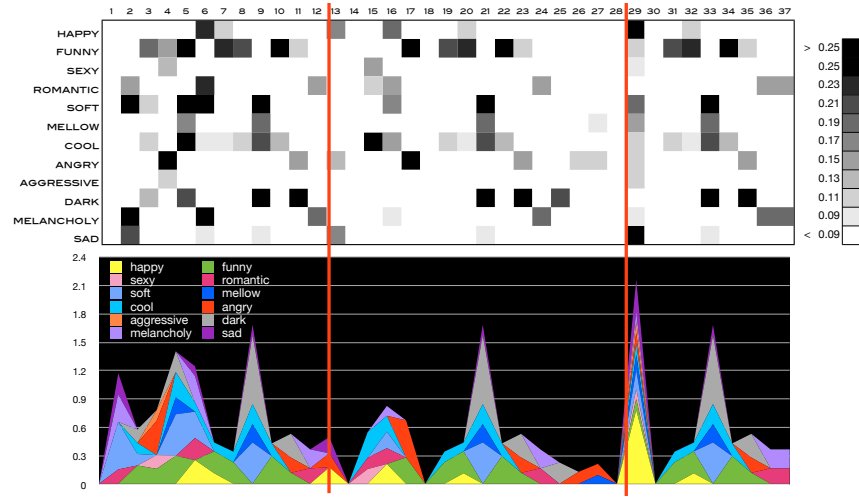 1 2 3 4 5 6 7 8 9 10 11 12 13 14 15 16 17 18 19 20 21 22 23 24 25 26 27 28 29 30 31 32 33 34 35 36 37
HAPPY
FUNNY
SEXY
ROMANTIC
SOFT
MELLOW
COOL
ANGRY
AGGRESSIVE
DARK
MELANCHOLY
SAD
> 0.25
0.25
0.23
0.21
0.19
0.17
0.15
0.13
0.11
0.09
< 0.09
2.4
2.1
1.8
1.5
1.2
0.9
0.6
0.3
0
happy funny
sexy romantic
soft mellow
cool angry
aggressive dark
melancholy sad